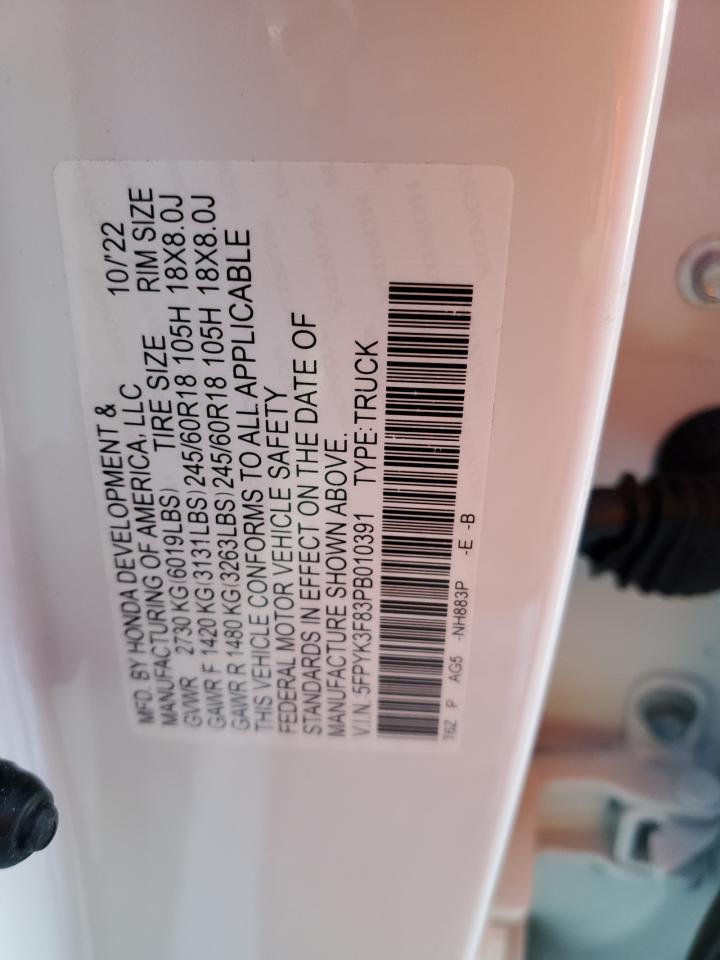 MFD. BY HONDA DEVELOPMENT &
MANUFACTURING OF AMERICA, LLC 10/'22
GVWR 2730 KG(6019LBS) TIRE SIZE RIM SIZE
GAWR F 1420 KG(3131LBS) 245/60R18 105H 18X8.0J
GAWR R 1480 KG(3263LBS) 245/60R18 105H 18X8.0J
THIS VEHICLE CONFORMS TO ALL APPLICABLE
FEDERAL MOTOR VEHICLE SAFETY
STANDARDS IN EFFECT ON THE DATE OF
MANUFACTURE SHOWN ABOVE.
V.I.N.:5FPYK3F83PB010391 TYPE:TRUCK
T6Z P AG5 -NH883P -E -B